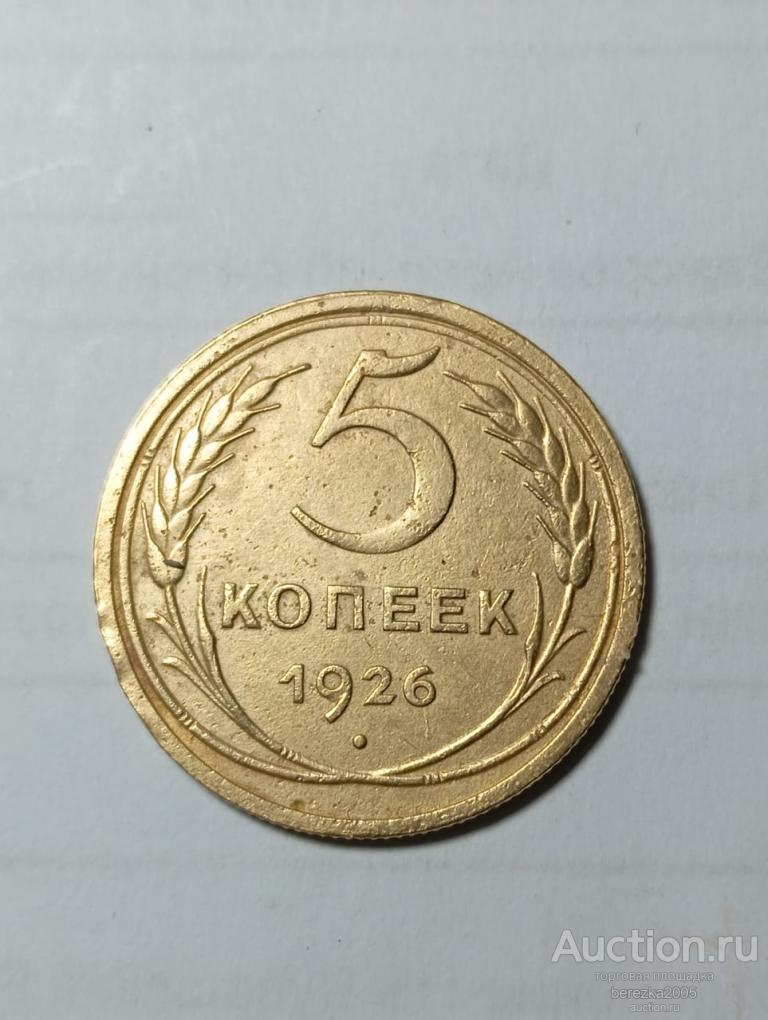 5
КОПЕЕК
1926
Auction.ru
торговая площадка
berezka2005
auction.ru